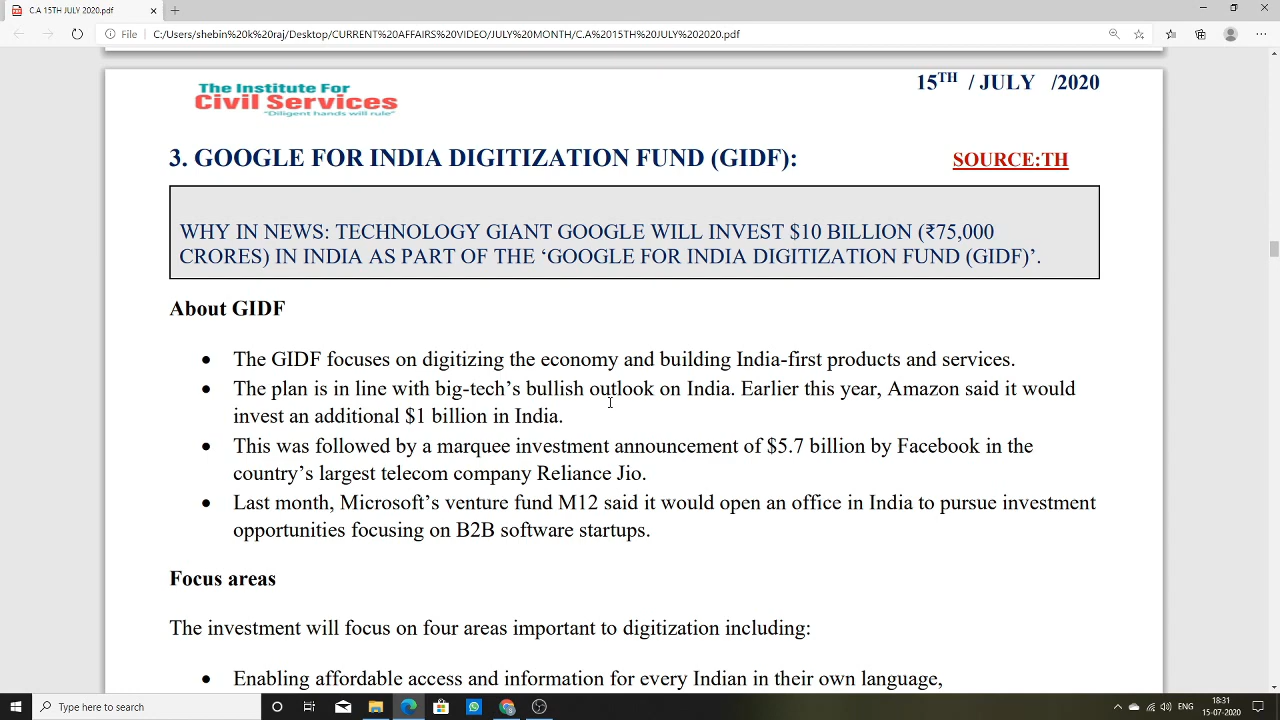 C.A 15TH JULY 2020.pdf
File
C:/Users/shebin%20k%20raj/Desktop/CURRENT%20AFFAIRS%20VIDEO/JULY%20MONTH/C.A%2015TH%20JULY%202020.pdf
The Institute For
Civil Services
"Diligent hands will rule"
15TH / JULY /2020
3. GOOGLE FOR INDIA DIGITIZATION FUND (GIDF): SOURCE:TH
WHY IN NEWS: TECHNOLOGY GIANT GOOGLE WILL INVEST $10 BILLION (₹75,000
CRORES) IN INDIA AS PART OF THE ‘GOOGLE FOR INDIA DIGITIZATION FUND (GIDF)’.
About GIDF
• The GIDF focuses on digitizing the economy and building India-first products and services.
• The plan is in line with big-tech’s bullish outlook on India. Earlier this year, Amazon said it would
invest an additional $1 billion in India.
• This was followed by a marquee investment announcement of $5.7 billion by Facebook in the
country’s largest telecom company Reliance Jio.
• Last month, Microsoft’s venture fund M12 said it would open an office in India to pursue investment
opportunities focusing on B2B software startups.
Focus areas
The investment will focus on four areas important to digitization including:
• Enabling affordable access and information for every Indian in their own language,
Type here to search
ENG
18:31
15-07-2020